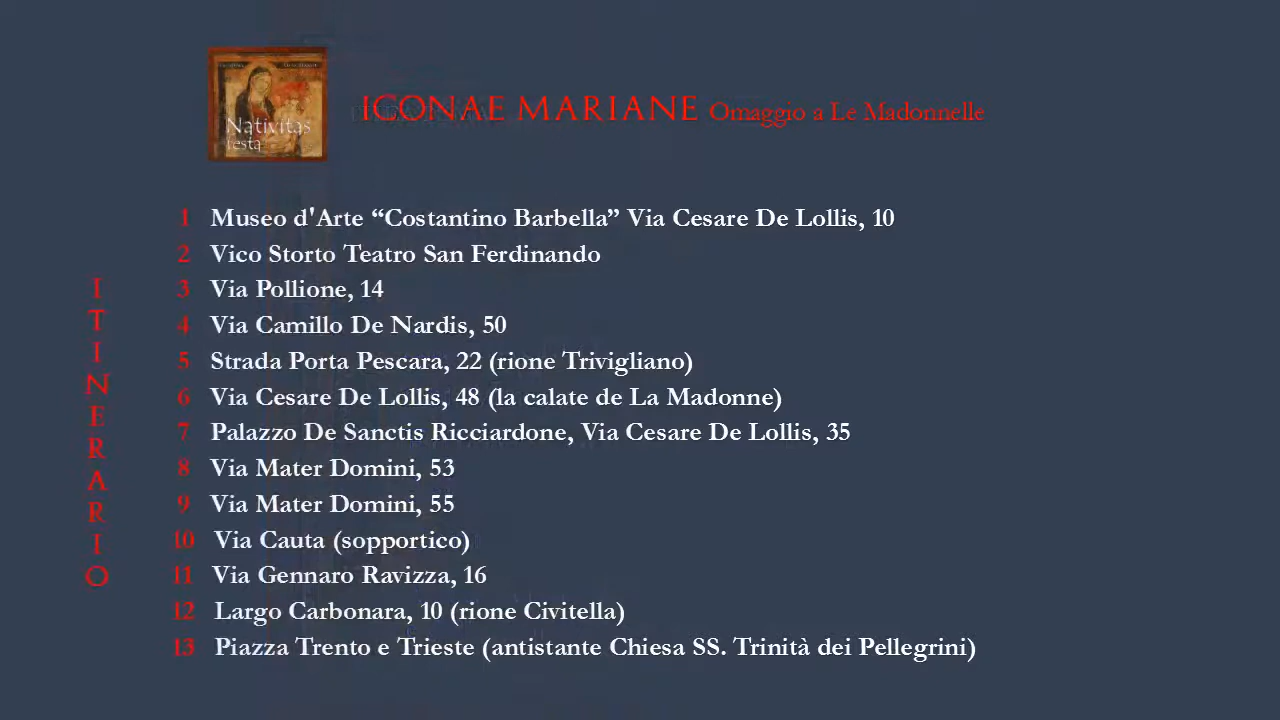 Nativitas
festa
ICONAE MARIANE Omaggio a Le Madonnelle
ITINERARIO
1 Museo d'Arte “Costantino Barbella” Via Cesare De Lollis, 10
2 Vico Storto Teatro San Ferdinando
3 Via Pollione, 14
4 Via Camillo De Nardis, 50
5 Strada Porta Pescara, 22 (rione Trivigliano)
6 Via Cesare De Lollis, 48 (la calate de La Madonne)
7 Palazzo De Sanctis Ricciardone, Via Cesare De Lollis, 35
8 Via Mater Domini, 53
9 Via Mater Domini, 55
10 Via Cauta (sopportico)
11 Via Gennaro Ravizza, 16
12 Largo Carbonara, 10 (rione Civitella)
13 Piazza Trento e Trieste (antistante Chiesa SS. Trinità dei Pellegrini)